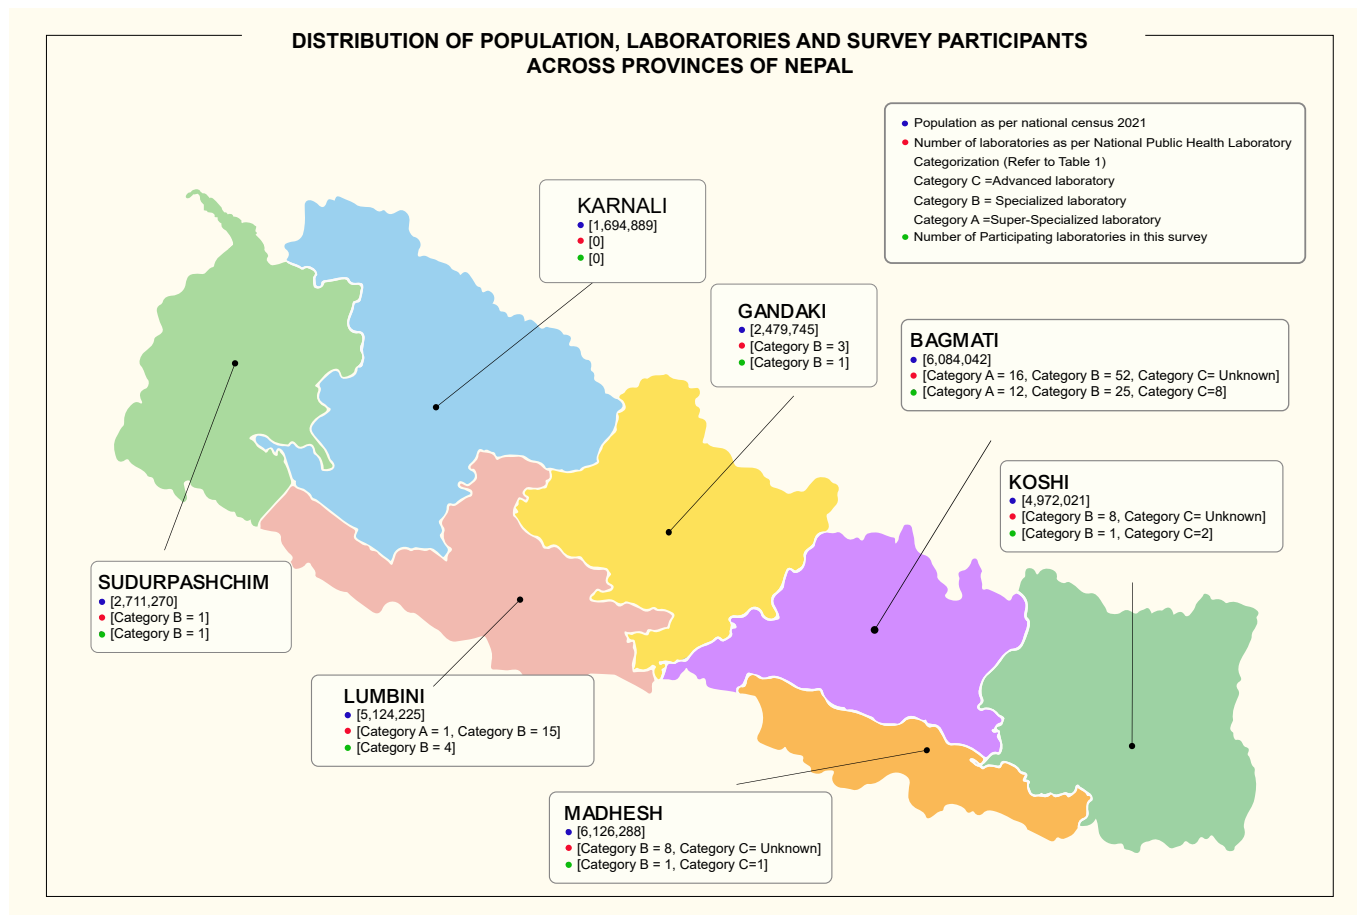 DISTRIBUTION OF POPULATION, LABORATORIES AND SURVEY PARTICIPANTS
ACROSS PROVINCES OF NEPAL
Population as per national census 2021
Number of laboratories as per National Public Health Laboratory
Categorization (Refer to Table 1)
Category C =Advanced laboratory
Category B = Specialized laboratory
Category A =Super-Specialized laboratory
Number of Participating laboratories in this survey
KARNALI
[1,694,889]
[0]
[0]
GANDAKI
[2,479,745]
[Category B = 3]
[Category B = 1]
BAGMATI
[6,084,042]
[Category A = 16, Category B = 52, Category C= Unknown]
[Category A = 12, Category B = 25, Category C=8]
KOSHI
[4,972,021]
[Category B = 8, Category C= Unknown]
[Category B = 1, Category C=2]
SUDURPASHCHIM
[2,711,270]
[Category B = 1]
[Category B = 1]
LUMBINI
[5,124,225]
[Category A = 1, Category B = 15]
[Category B = 4]
MADHESH
[6,126,288]
[Category B = 8, Category C= Unknown]
[Category B = 1, Category C=1]